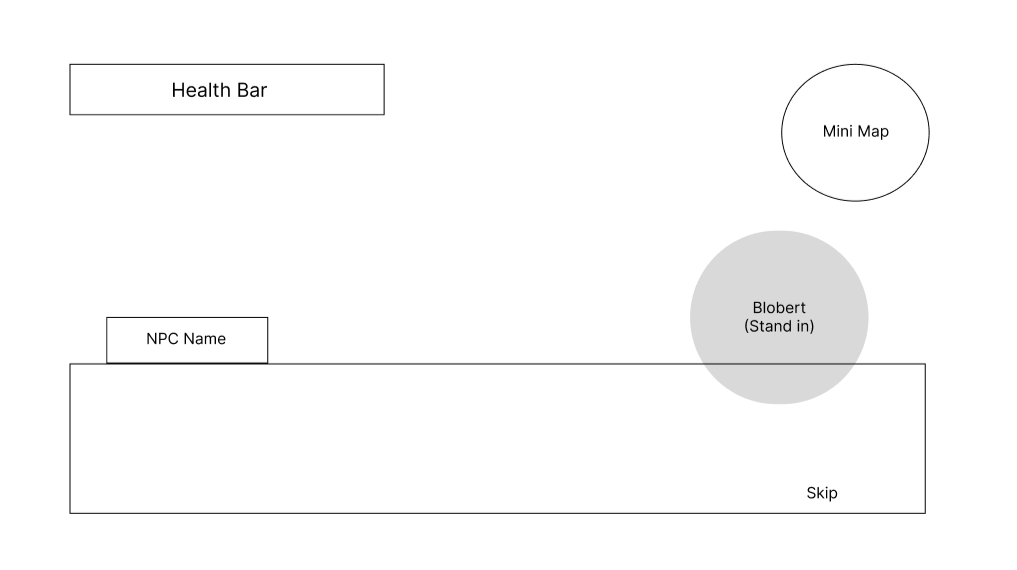 Health Bar
Mini Map
Blobert
(Stand in)
NPC Name
Skip